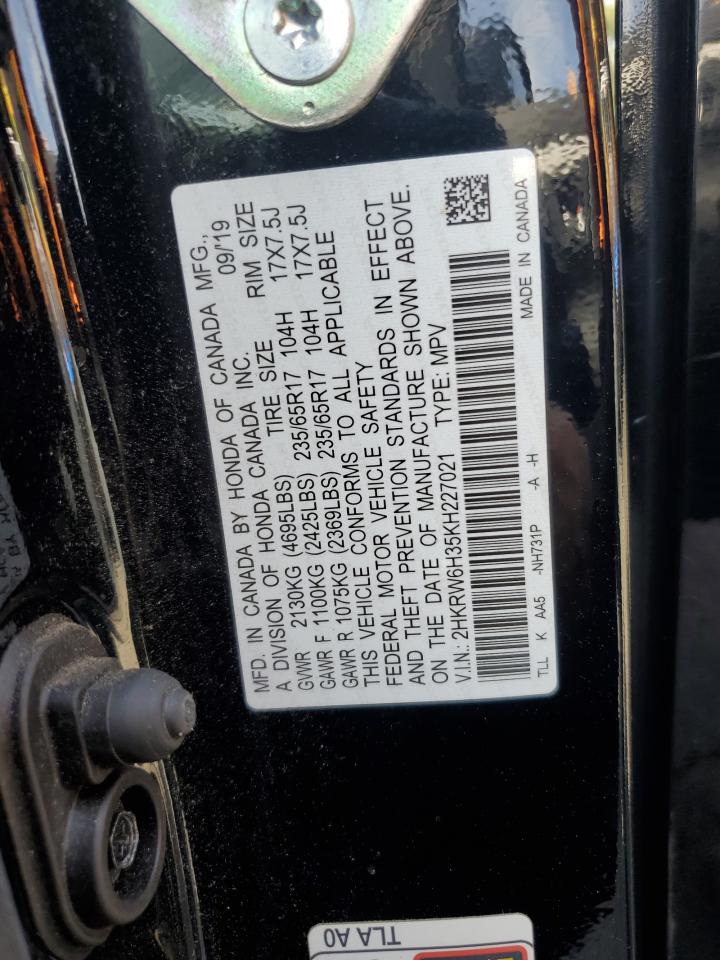 MFD. IN CANADA BY HONDA OF CANADA MFG.,
A DIVISION OF HONDA CANADA INC. 09/19
GVWR 2130KG (4695LBS) TIRE SIZE RIM SIZE
GAWR F 1100KG (2425LBS) 235/65R17 104H 17X7.5J
GAWR R 1075KG (2369LBS) 235/65R17 104H 17X7.5J
THIS VEHICLE CONFORMS TO ALL APPLICABLE
FEDERAL MOTOR VEHICLE SAFETY
AND THEFT PREVENTION STANDARDS IN EFFECT
ON THE DATE OF MANUFACTURE SHOWN ABOVE.
V.I.N.: 2HKRW6H35KH227021 TYPE: MPV
TLL K AA5 -NH731P -A -H MADE IN CANADA
TLA A0